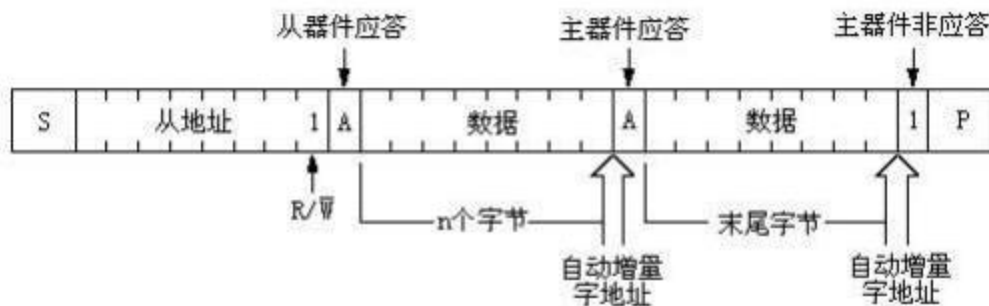 从器件应答 主器件应答 主器件非应答
S 从地址 1 A 数据 A 数据 1 P
R/W̅ n个字节 末尾字节
自动增量 自动增量
字地址 字地址